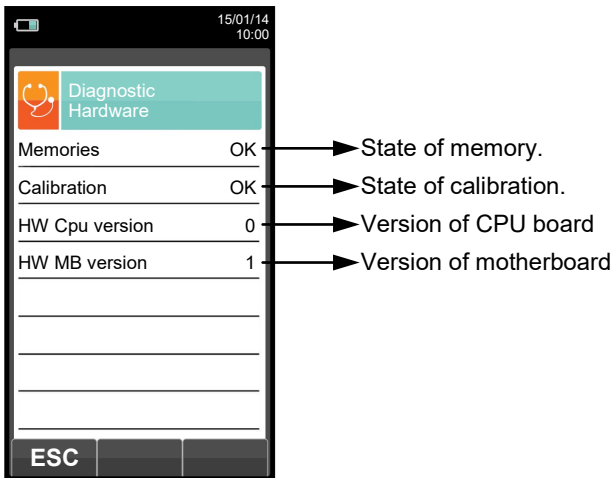 15/01/14
10:00
Diagnostic
Hardware
Memories OK State of memory.
Calibration OK State of calibration.
HW Cpu version 0 Version of CPU board
HW MB version 1 Version of motherboard
ESC